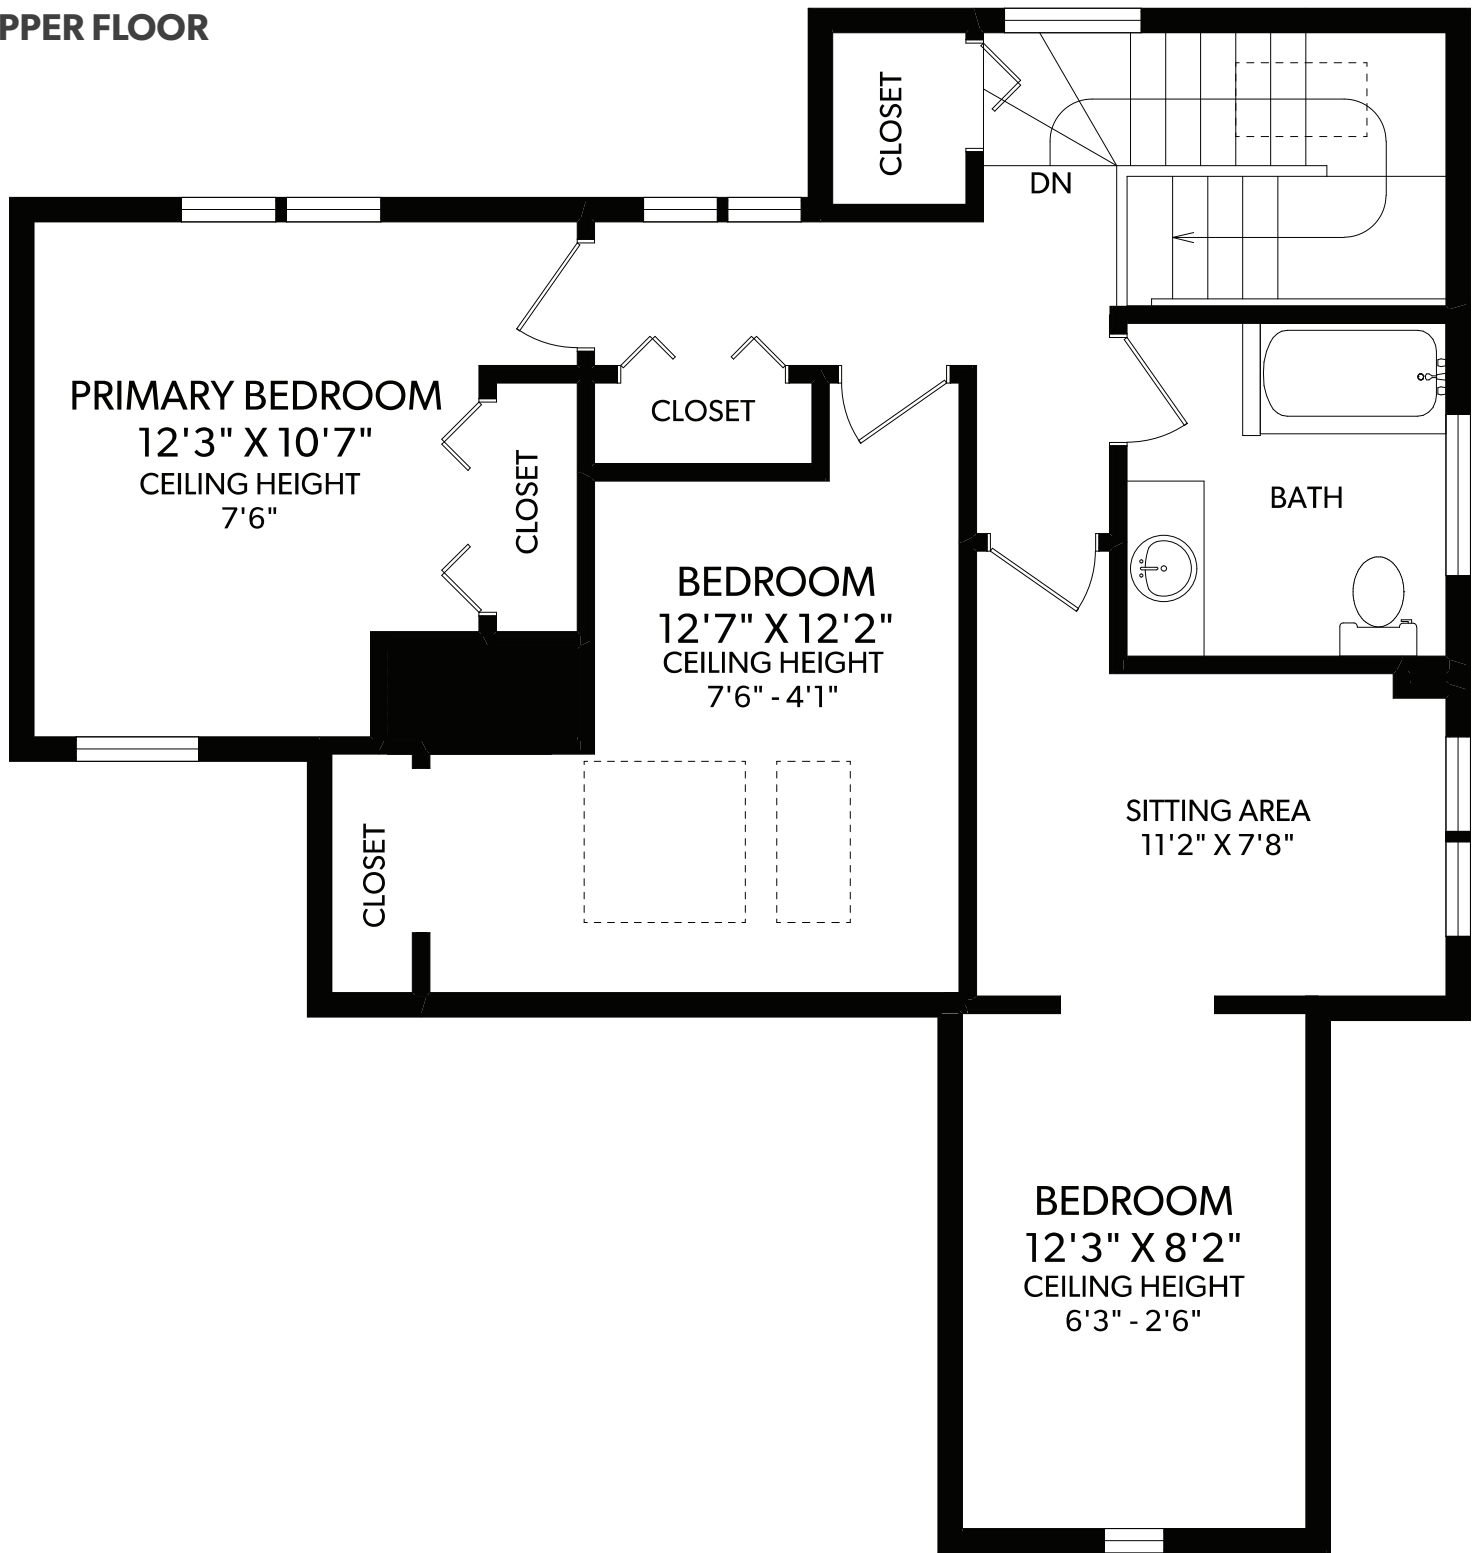 PPER FLOOR
CLOSET
DN
PRIMARY BEDROOM
12'3" X 10'7"
CEILING HEIGHT
7'6"
CLOSET
CLOSET
BATH
BEDROOM
12'7" X 12'2"
CEILING HEIGHT
7'6" - 4'1"
CLOSET
SITTING AREA
11'2" X 7'8"
BEDROOM
12'3" X 8'2"
CEILING HEIGHT
6'3" - 2'6"